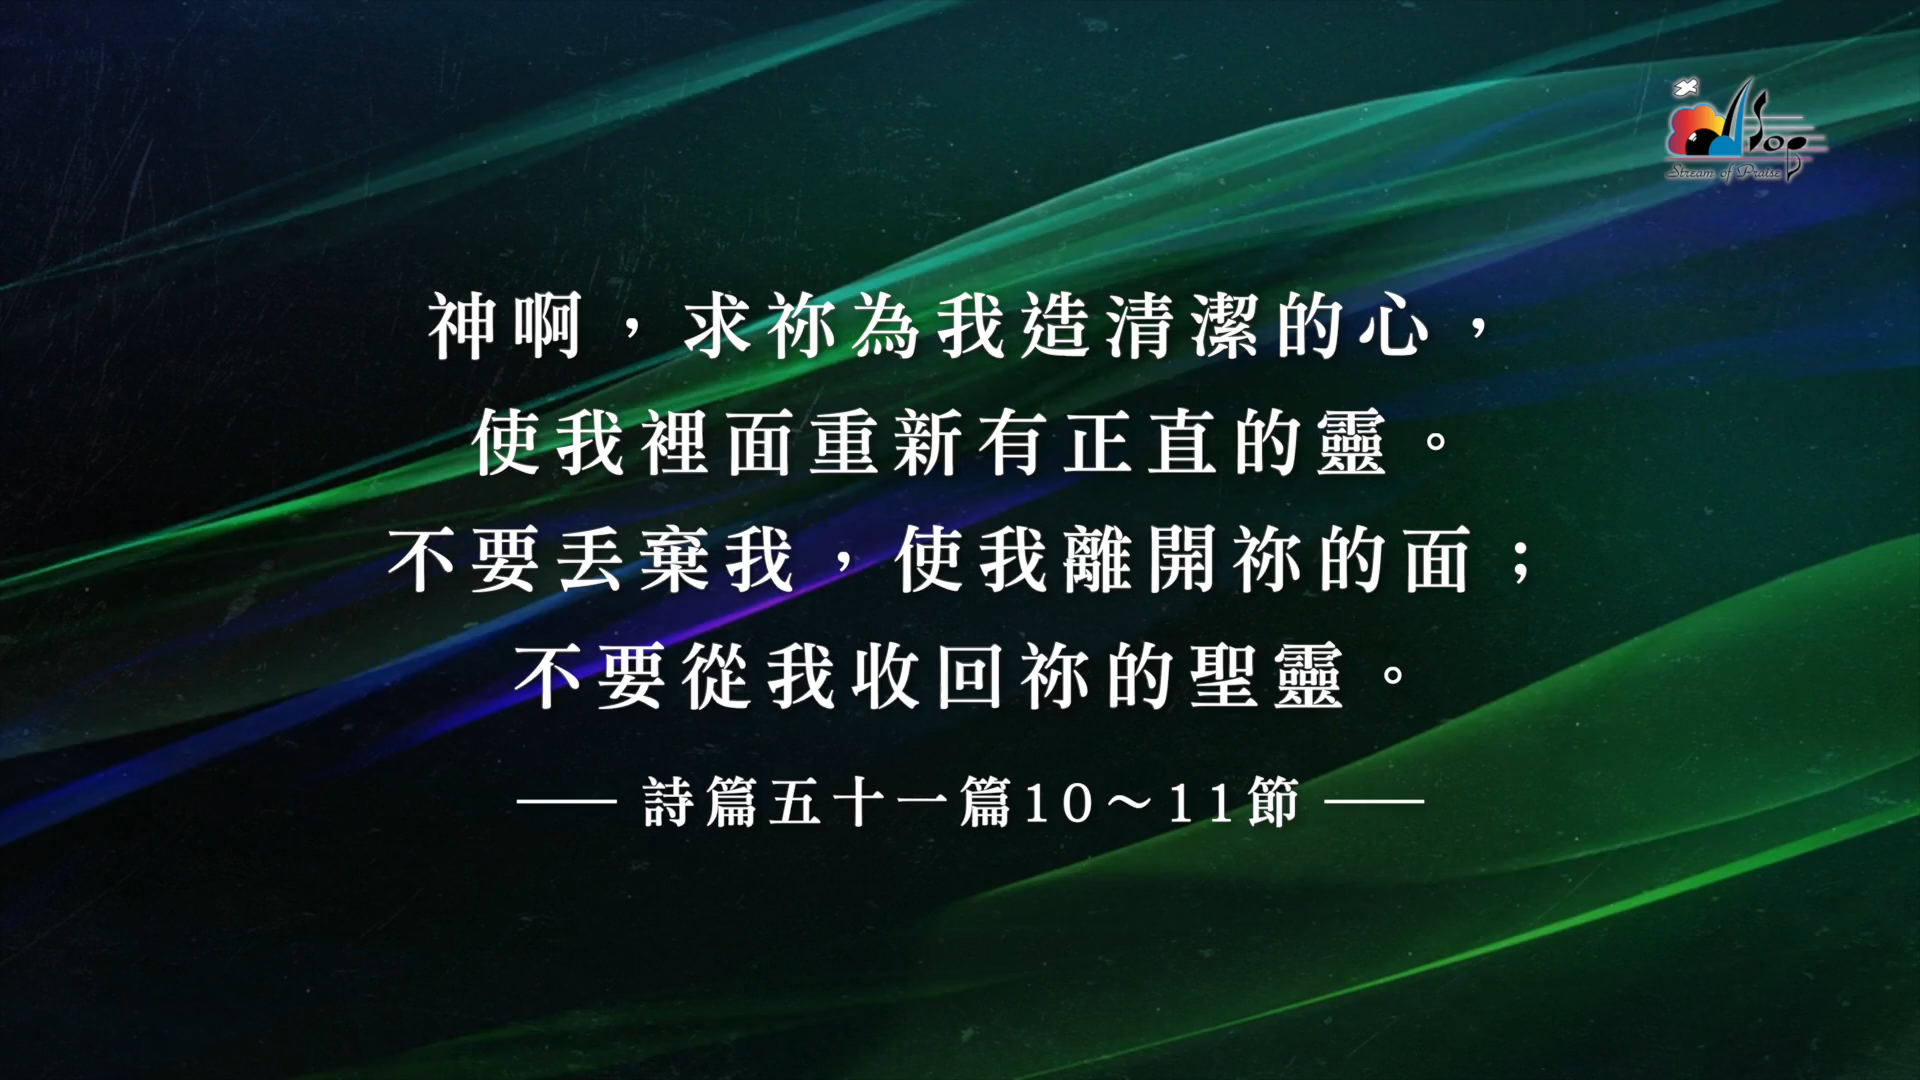 SOP
Stream of Praise
神啊，求祢為我造清潔的心，
使我裡面重新有正直的靈。
不要丟棄我，使我離開祢的面；
不要從我收回祢的聖靈。
—— 詩篇五十一篇10～11節 ——